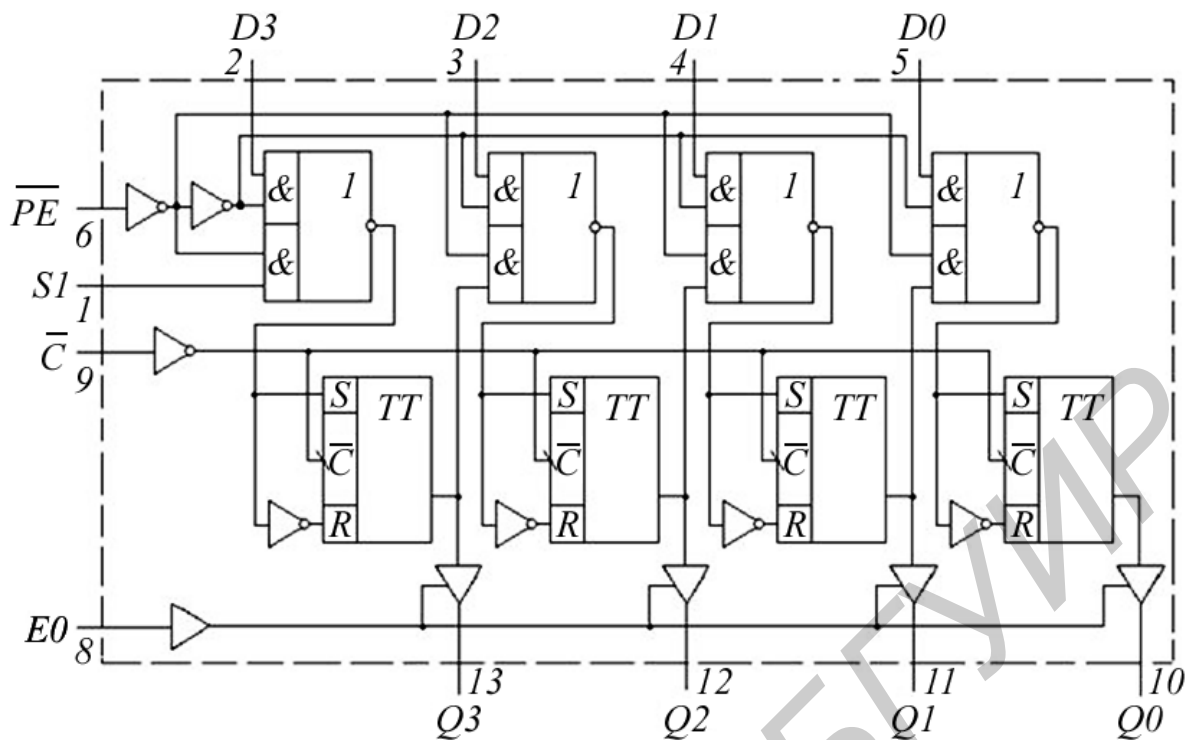 D3 D2 D1 D0
2 3 4 5
& 1 & 1 & 1 & 1
PE
6
& & & &
S1
1
C
9
S TT S TT S TT S TT
C C C C
R R R R
E0
8
13 12 11 10
Q3 Q2 Q1 Q0
БГУИР